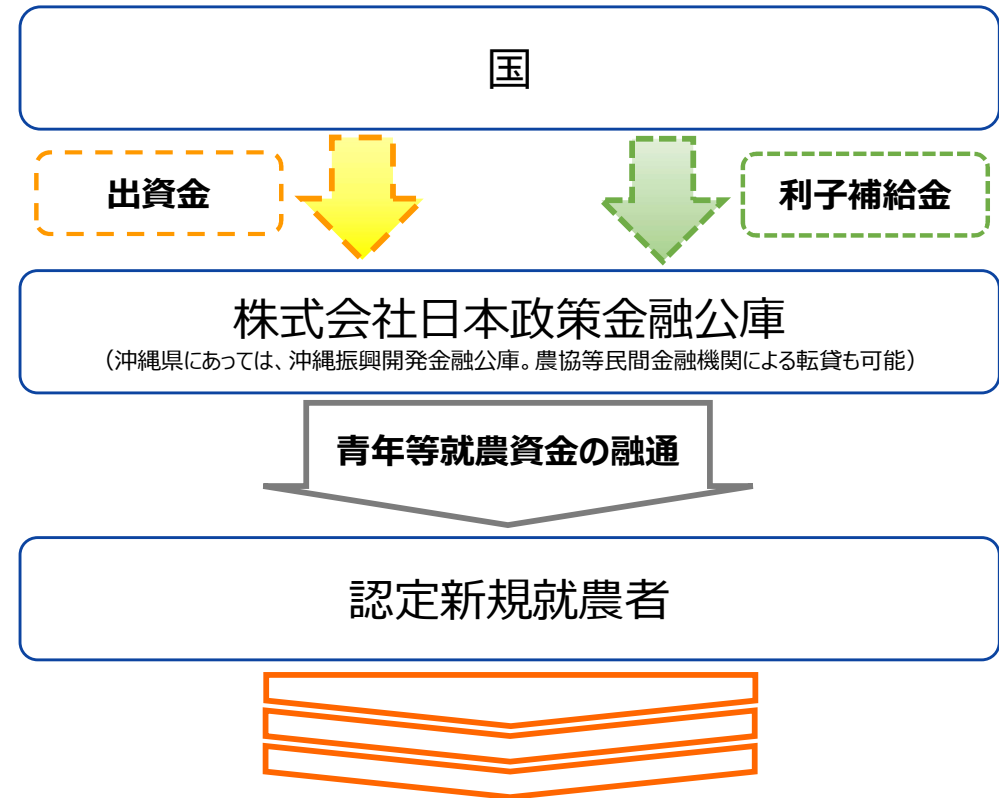 国
出資金
利子補給金
株式会社日本政策金融公庫
（沖縄県にあっては、沖縄振興開発金融公庫。農協等民間金融機関による転貸も可能）
青年等就農資金の融通
認定新規就農者